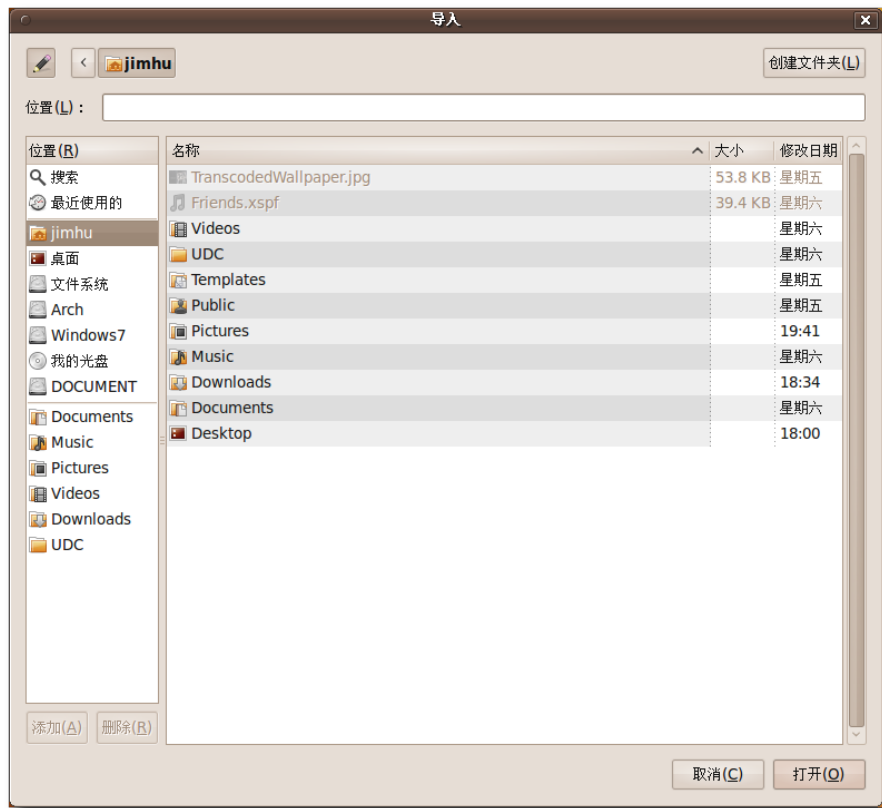 导入
jimhu
创建文件夹(L)
位置(L)：
位置(R)
搜索
最近使用的
jimhu
桌面
文件系统
Arch
Windows7
我的光盘
DOCUMENT
Documents
Music
Pictures
Videos
Downloads
UDC
添加(A) 删除(R)
名称 大小 修改日期
TranscodedWallpaper.jpg 53.8 KB 星期五
Friends.xspf 39.4 KB 星期六
Videos 星期六
UDC 星期六
Templates 星期五
Public 星期五
Pictures 19:41
Music 星期六
Downloads 18:34
Documents 星期六
Desktop 18:00
取消(C) 打开(O)